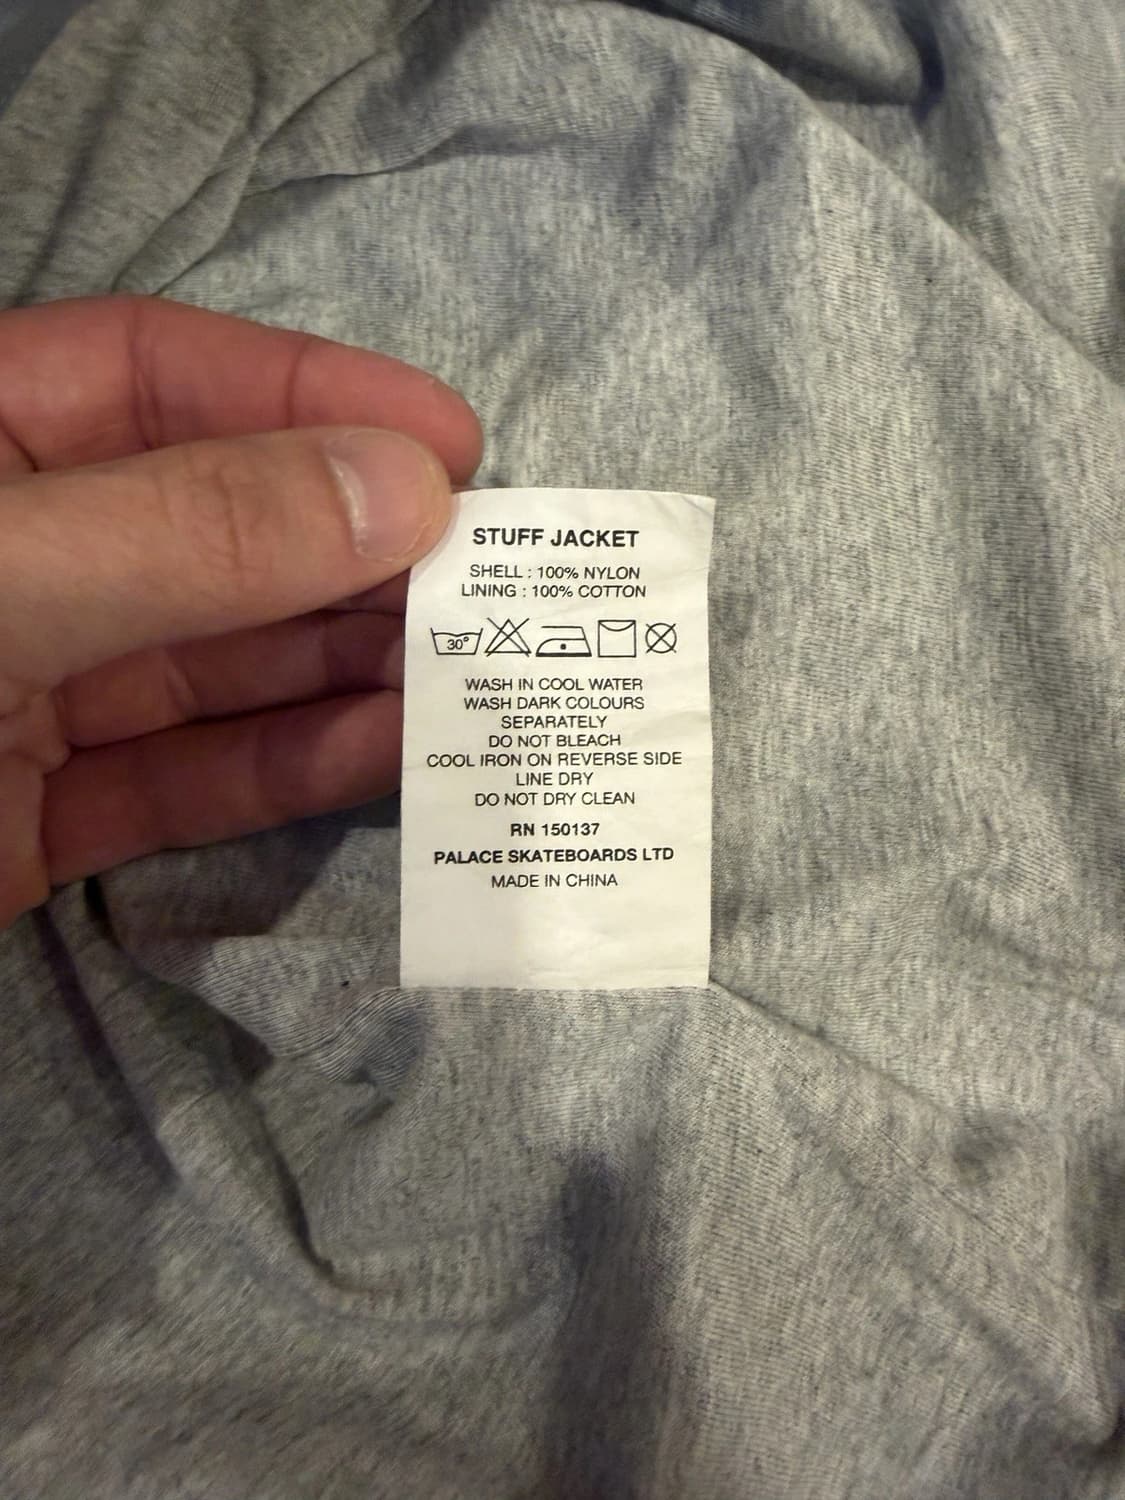 STUFF JACKET
SHELL : 100% NYLON
LINING : 100% COTTON
30°
WASH IN COOL WATER
WASH DARK COLOURS
SEPARATELY
DO NOT BLEACH
COOL IRON ON REVERSE SIDE
LINE DRY
DO NOT DRY CLEAN
RN 150137
PALACE SKATEBOARDS LTD
MADE IN CHINA